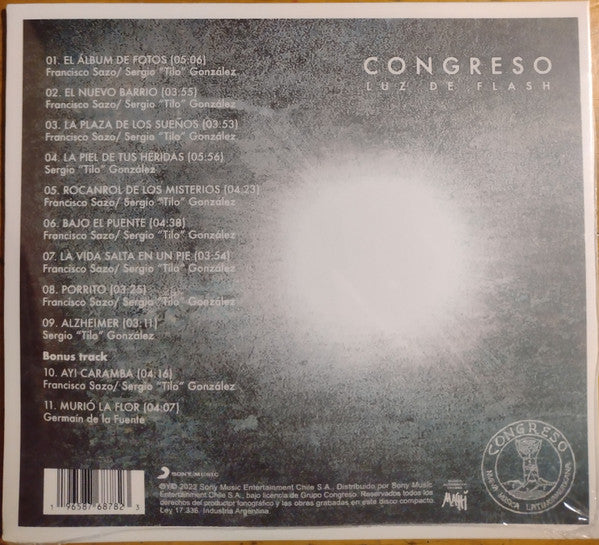 CONGRESO
LUZ DE FLASH
01. EL ÁLBUM DE FOTOS (05:06)
Francisco Sazo/ Sergio "Tilo" González
02. EL NUEVO BARRIO (03:55)
Francisco Sazo/ Sergio "Tilo" González
03. LA PLAZA DE LOS SUEÑOS (03:53)
Francisco Sazo/ Sergio "Tilo" González
04. LA PIEL DE TUS HERIDAS (05:56)
Sergio "Tilo" González
05. ROCANROL DE LOS MISTERIOS (04:23)
Francisco Sazo/ Sergio "Tilo" González
06. BAJO EL PUENTE (04:38)
Francisco Sazo/ Sergio "Tilo" González
07. LA VIDA SALTA EN UN PIE (03:54)
Francisco Sazo/ Sergio "Tilo" González
08. PORRITO (03:25)
Francisco Sazo/ Sergio "Tilo" González
09. ALZHEIMER (03:11)
Sergio "Tilo" González
Bonus track
10. AYI CARAMBA (04:16)
Francisco Sazo/ Sergio "Tilo" González
11. MURIÓ LA FLOR (04:07)
Germaín de la Fuente
1 96587 68782 3
SONY MUSIC
℗© 2022 Sony Music Entertainment Chile S.A., Distribuido por Sony Music
Entertainment Chile S.A., bajo licencia de Grupo Congreso. Reservados todos los
derechos del productor fonográfico y las obras grabadas en este disco compacto.
Ley 17.336. Industria Argentina.
CONGRESO
NUEVA MÚSICA LATINOAMERICANA